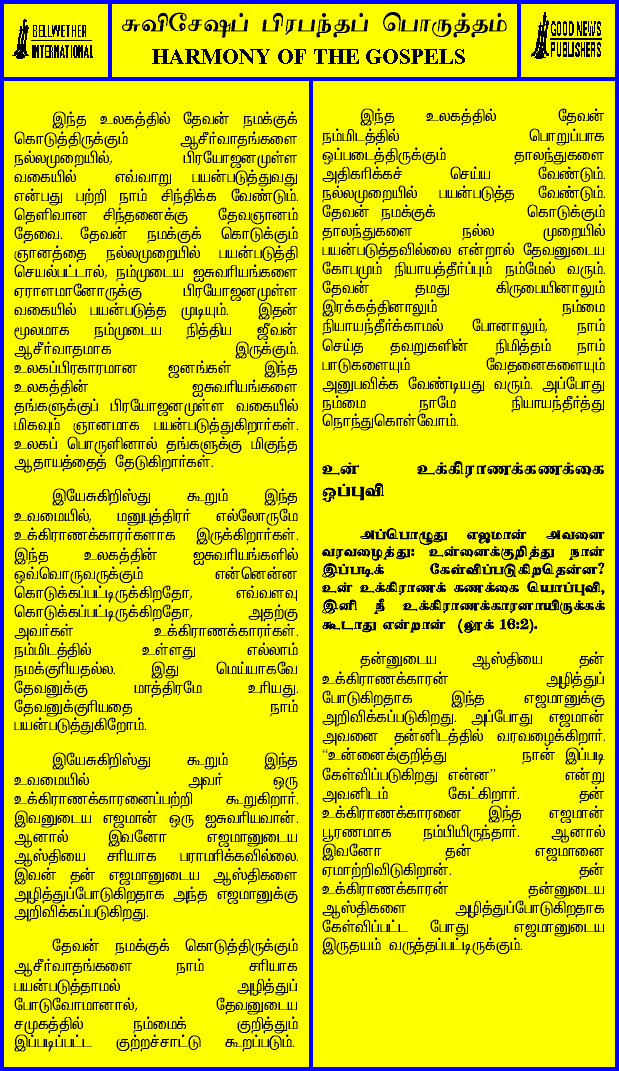 BELLWETHER
INTERNATIONAL
சுவிசேஷப் பிரபந்தப் பொருத்தம்
HARMONY OF THE GOSPELS
GOOD NEWS
PUBLISHERS
இந்த உலகத்தில் தேவன் நமக்குக்
கொடுத்திருக்கும் ஆசீர்வாதங்களை
நல்லமுறையில், பிரயோஜனமுள்ள
வகையில் எவ்வாறு பயன்படுத்துவது
என்பது பற்றி நாம் சிந்திக்க வேண்டும்.
தெளிவான சிந்தனைக்கு தேவஞானம்
தேவை. தேவன் நமக்குக் கொடுக்கும்
ஞானத்தை நல்லமுறையில் பயன்படுத்தி
செயல்பட்டால், நம்முடைய ஐசுவரியங்களை
ஏராளமானோருக்கு பிரயோஜனமுள்ள
வகையில் பயன்படுத்த முடியும். இதன்
மூலமாக நம்முடைய நித்திய ஜீவன்
ஆசீர்வாதமாக இருக்கும்.
உலகப்பிரகாரமான ஜனங்கள் இந்த
உலகத்தின் ஐசுவரியங்களை
தங்களுக்குப் பிரயோஜனமுள்ள வகையில்
மிகவும் ஞானமாக பயன்படுத்துகிறார்கள்.
உலகப் பொருளினால் தங்களுக்கு மிகுந்த
ஆதாயத்தைத் தேடுகிறார்கள்.
இயேசுகிறிஸ்து கூறும் இந்த
உவமையில், மனுபுத்திரர் எல்லோருமே
உக்கிராணக்காரர்களாக இருக்கிறார்கள்.
இந்த உலகத்தின் ஐசுவரியங்களில்
ஒவ்வொருவருக்கும் என்னென்ன
கொடுக்கப்பட்டிருக்கிறதோ, எவ்வளவு
கொடுக்கப்பட்டிருக்கிறதோ, அதற்கு
அவர்கள் உக்கிராணக்காரர்கள்.
நம்மிடத்தில் உள்ளது எல்லாம்
நமக்குரியதல்ல. இது மெய்யாகவே
தேவனுக்கு மாத்திரமே உரியது.
தேவனுக்குரியதை நாம்
பயன்படுத்துகிறோம்.
இயேசுகிறிஸ்து கூறும் இந்த
உவமையில் அவர் ஒரு
உக்கிராணக்காரனைப்பற்றி கூறுகிறார்.
இவனுடைய எஜமான் ஒரு ஐசுவரியவான்.
ஆனால் இவனோ எஜமானுடைய
ஆஸ்தியை சரியாக பராமரிக்கவில்லை.
இவன் தன் எஜமானுடைய ஆஸ்திகளை
அழித்துப்போடுகிறதாக அந்த எஜமானுக்கு
அறிவிக்கப்படுகிறது.
தேவன் நமக்குக் கொடுத்திருக்கும்
ஆசீர்வாதங்களை நாம் சரியாக
பயன்படுத்தாமல் அழித்துப்
போடுவோமானால், தேவனுடைய
சமுகத்தில் நம்மைக் குறித்தும்
இப்படிப்பட்ட குற்றச்சாட்டு கூறப்படும்.
இந்த உலகத்தில் தேவன்
நம்மிடத்தில் பொறுப்பாக
ஒப்படைத்திருக்கும் தாலந்துகளை
அதிகரிக்கச் செய்ய வேண்டும்.
நல்லமுறையில் பயன்படுத்த வேண்டும்.
தேவன் நமக்குக் கொடுக்கும்
தாலந்துகளை நல்ல முறையில்
பயன்படுத்தவில்லை என்றால் தேவனுடைய
கோபமும் நியாயத்தீர்ப்பும் நம்மேல் வரும்.
தேவன் தமது கிருபையினாலும்
இரக்கத்தினாலும் நம்மை
நியாயந்தீர்க்காமல் போனாலும், நாம்
செய்த தவறுகளின் நிமித்தம் நாம்
பாடுகளையும் வேதனைகளையும்
அனுபவிக்க வேண்டியது வரும். அப்போது
நம்மை நாமே நியாயந்தீர்த்து
நொந்துகொள்வோம்.
உன் உக்கிராணக்கணக்கை
ஒப்புவி
அப்பொழுது எஜமான் அவனை
வரவழைத்து: உன்னைக்குறித்து நான்
இப்படிக் கேள்விப்படுகிறதென்ன?
உன் உக்கிராணக் கணக்கை யொப்புவி,
இனி நீ உக்கிராணக்காரனாயிருக்கக்
கூடாது என்றான் (லூக் 16:2).
தன்னுடைய ஆஸ்தியை தன்
உக்கிராணக்காரன் அழித்துப்
போடுகிறதாக இந்த எஜமானுக்கு
அறிவிக்கப்படுகிறது. அப்போது எஜமான்
அவனை தன்னிடத்தில் வரவழைக்கிறார்.
“உன்னைக்குறித்து நான் இப்படி
கேள்விப்படுகிறது என்ன” என்று
அவனிடம் கேட்கிறார். தன்
உக்கிராணக்காரனை இந்த எஜமான்
பூரணமாக நம்பியிருந்தார். ஆனால்
இவனோ தன் எஜமானை
ஏமாற்றிவிடுகிறான். தன்
உக்கிராணக்காரன் தன்னுடைய
ஆஸ்திகளை அழித்துப்போடுகிறதாக
கேள்விப்பட்ட போது எஜமானுடைய
இருதயம் வருத்தப்பட்டிருக்கும்.